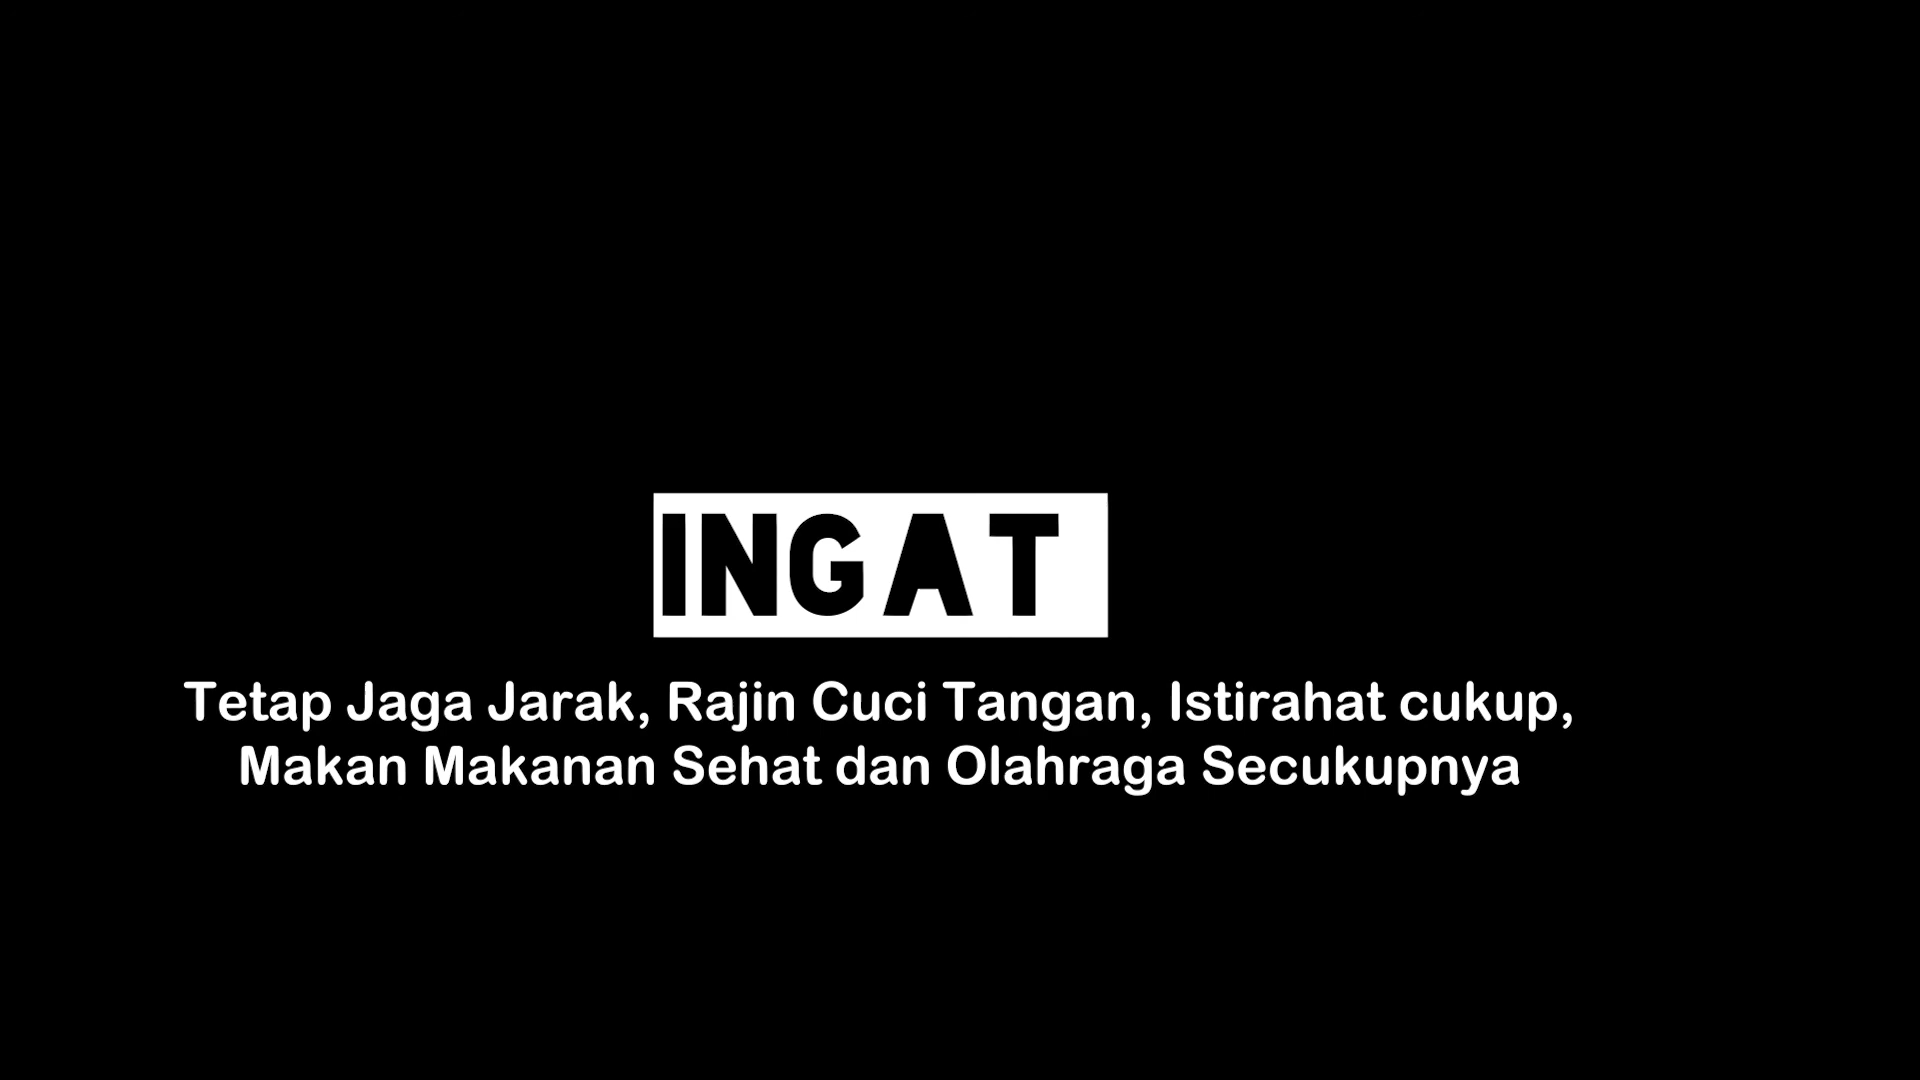 INGAT
Tetap Jaga Jarak, Rajin Cuci Tangan, Istirahat cukup,
Makan Makanan Sehat dan Olahraga Secukupnya